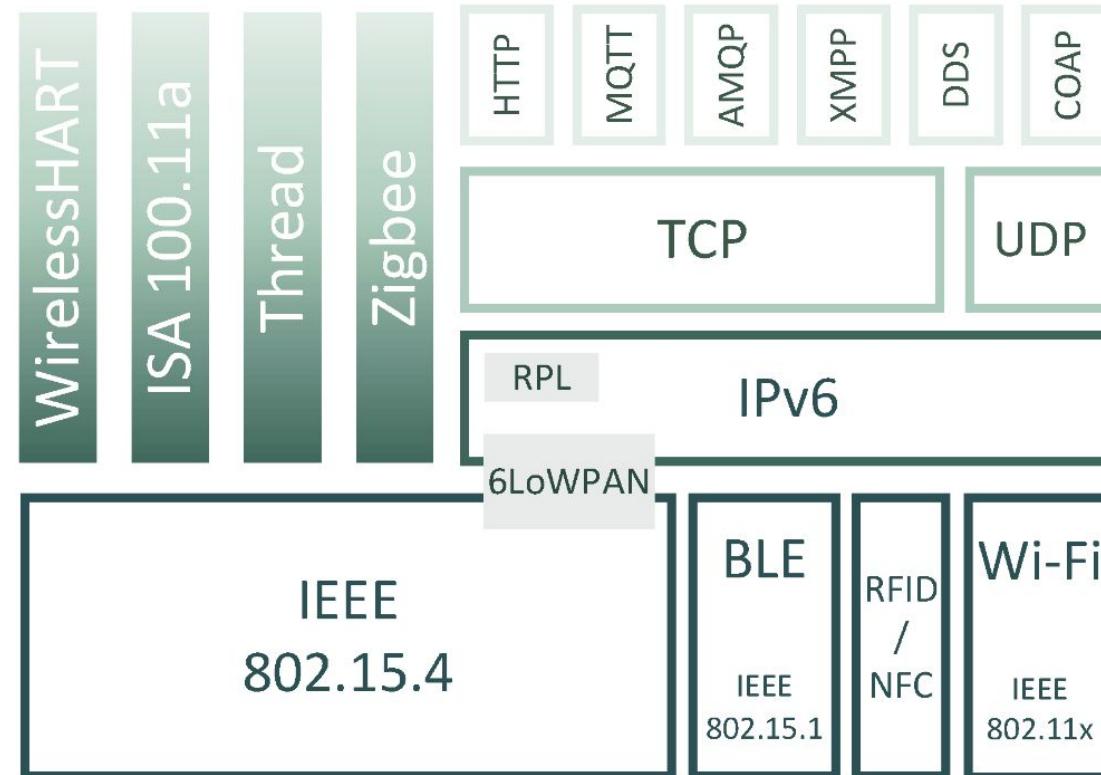 WirelessHART
ISA 100.11a
Thread
Zigbee
HTTP
MQTT
AMQP
XMPP
DDS
COAP
TCP
UDP
RPL
IPv6
6LoWPAN
IEEE
802.15.4
BLE
IEEE
802.15.1
RFID
/
NFC
Wi-Fi
IEEE
802.11x